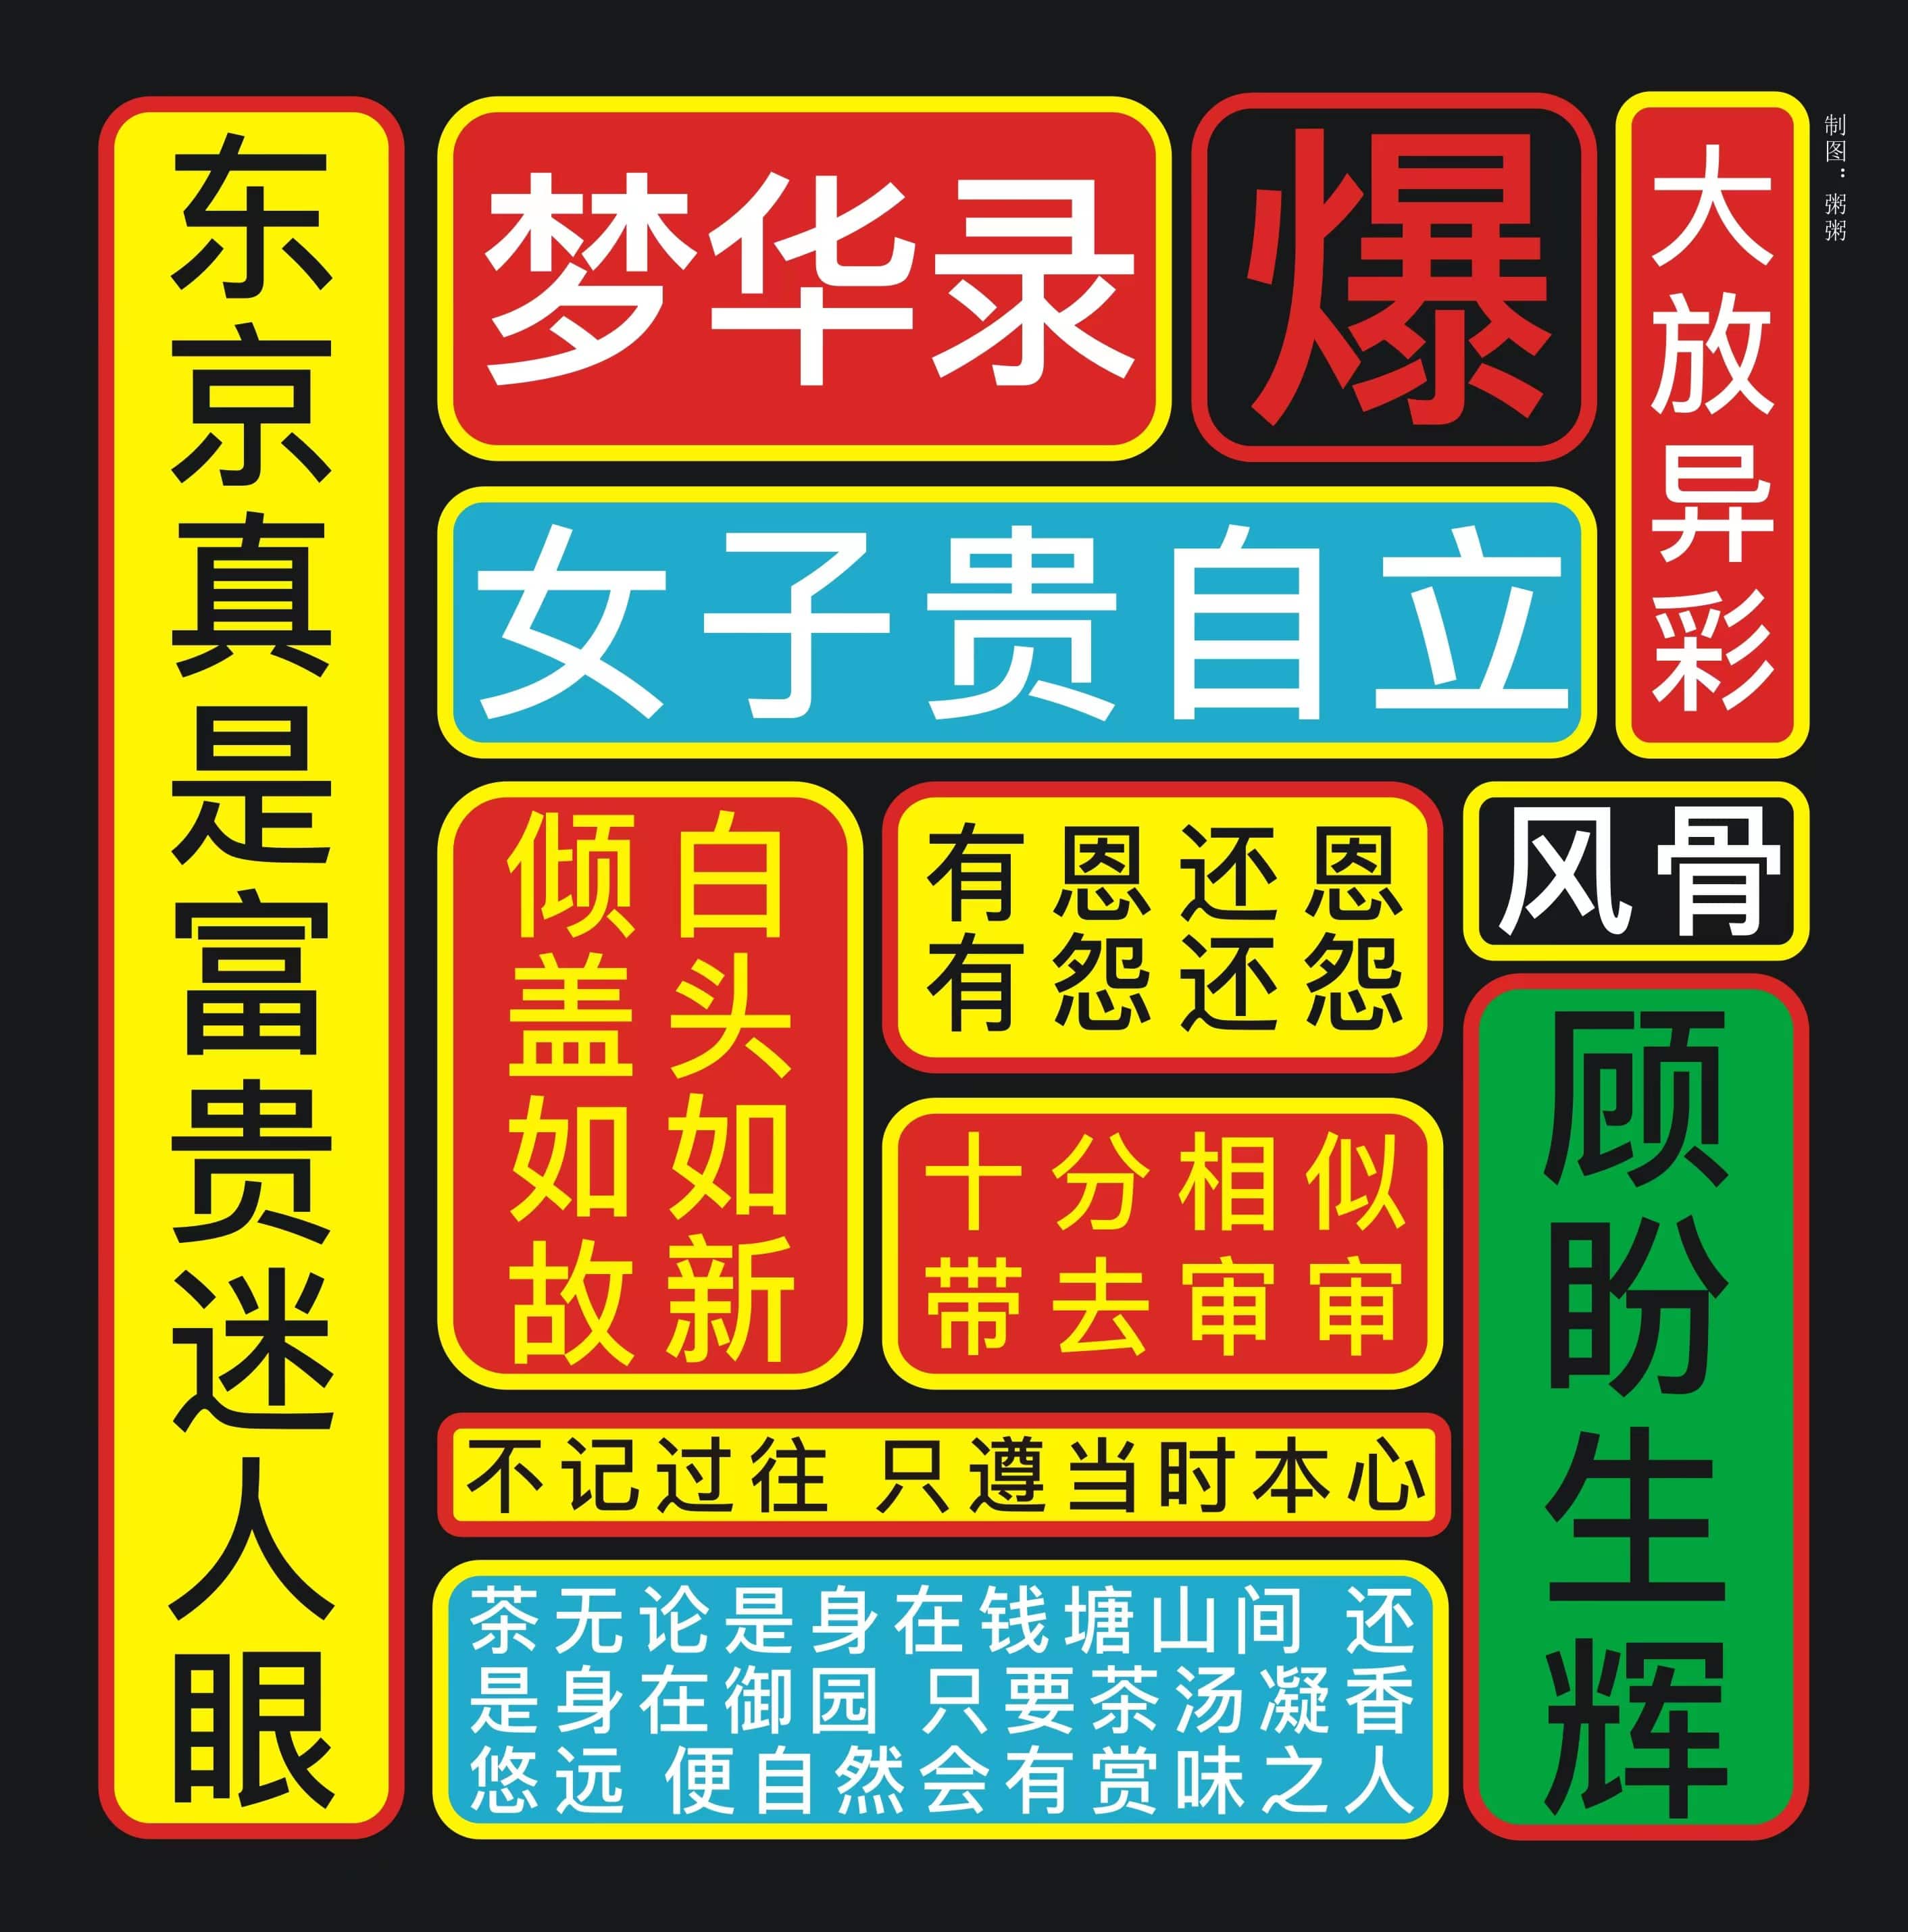 东京真是富贵迷人眼
梦华录
爆
大放异彩
制图：粥粥
女子贵自立
白头如新
倾盖如故
有恩还恩
有怨还怨
风骨
十分相似
带去审审
顾盼生辉
不记过往 只遵当时本心
茶无论是身在钱塘山间 还
是身在御园 只要茶汤凝香
悠远 便自然会有赏味之人